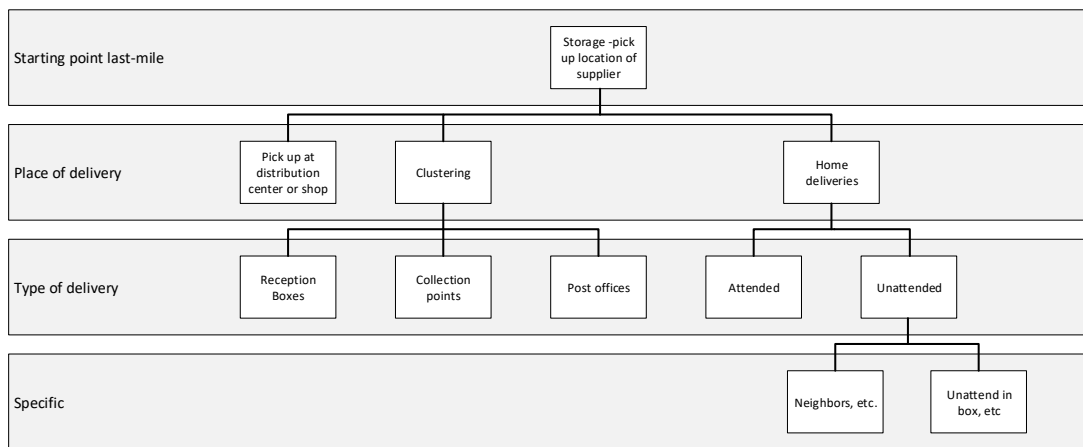 Starting point last-mile
Storage -pick
up location of
supplier
Place of delivery
Pick up at
distribution
center or shop
Clustering
Home
deliveries
Type of delivery
Reception
Boxes
Collection
points
Post offices
Attended
Unattended
Specific
Neighbors, etc.
Unattend in
box, etc